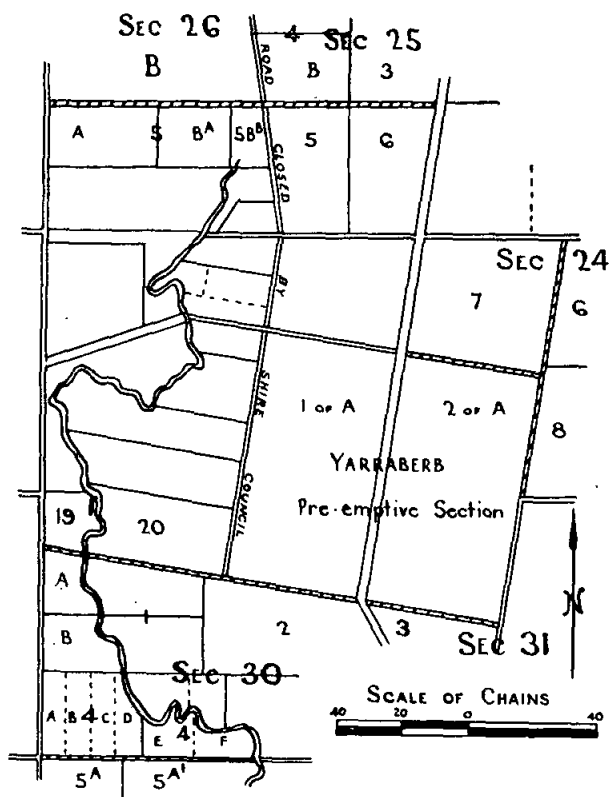 SEC 26
4 SEC 25
B
ROAD
B
3
A
5
BA
5BB
5
6
CLOSED
SEC 24
BY
7
6
SHIRE
1 OF A
2 OF A
8
YARRABERB
COUNCIL
Pre-emptive Section
19
20
A
N
B
2
3
SEC 31
SEC 30
SCALE OF CHAINS
40 20 0 40
A
B
4
C
D
E
4
F
5A
5A1